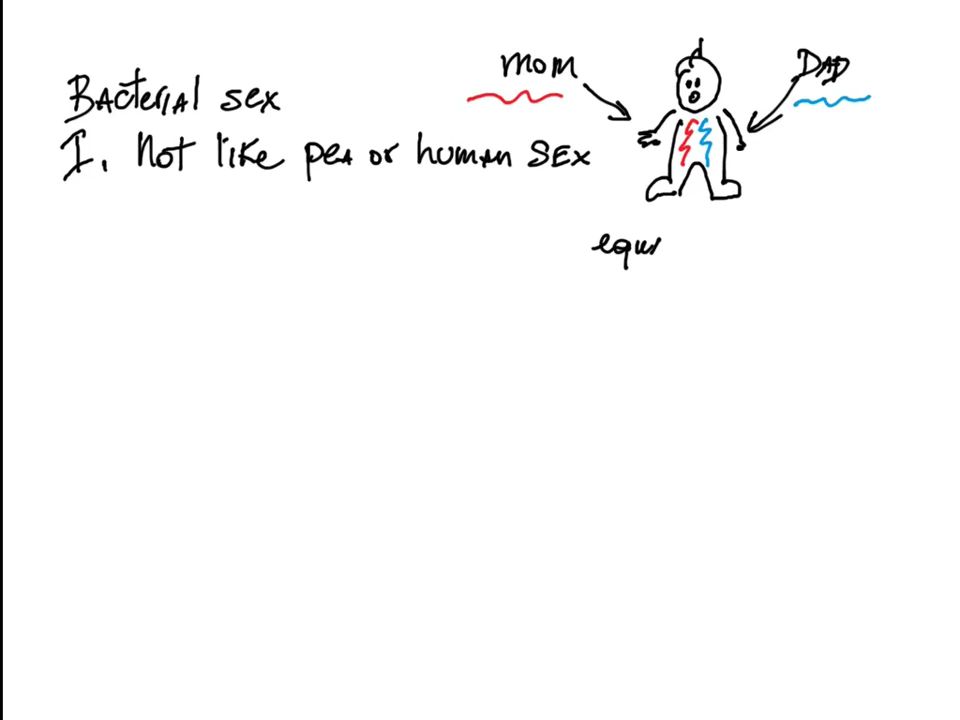 Bacterial sex
I. Not like pea or human sex
mom
DAD
equi